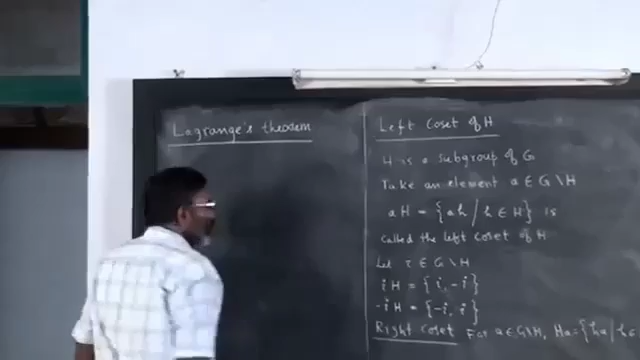 Lagrange's theorem
Left Coset of H
H is a subgroup of G
Take an element a ∈ G \ H
aH = {ah / h ∈ H} is
called the left coset of H
Let i ∈ G \ H
iH = {i, -i}
-iH = {-i, i}
Right coset For a ∈ G\H, Ha = {ha / h ∈